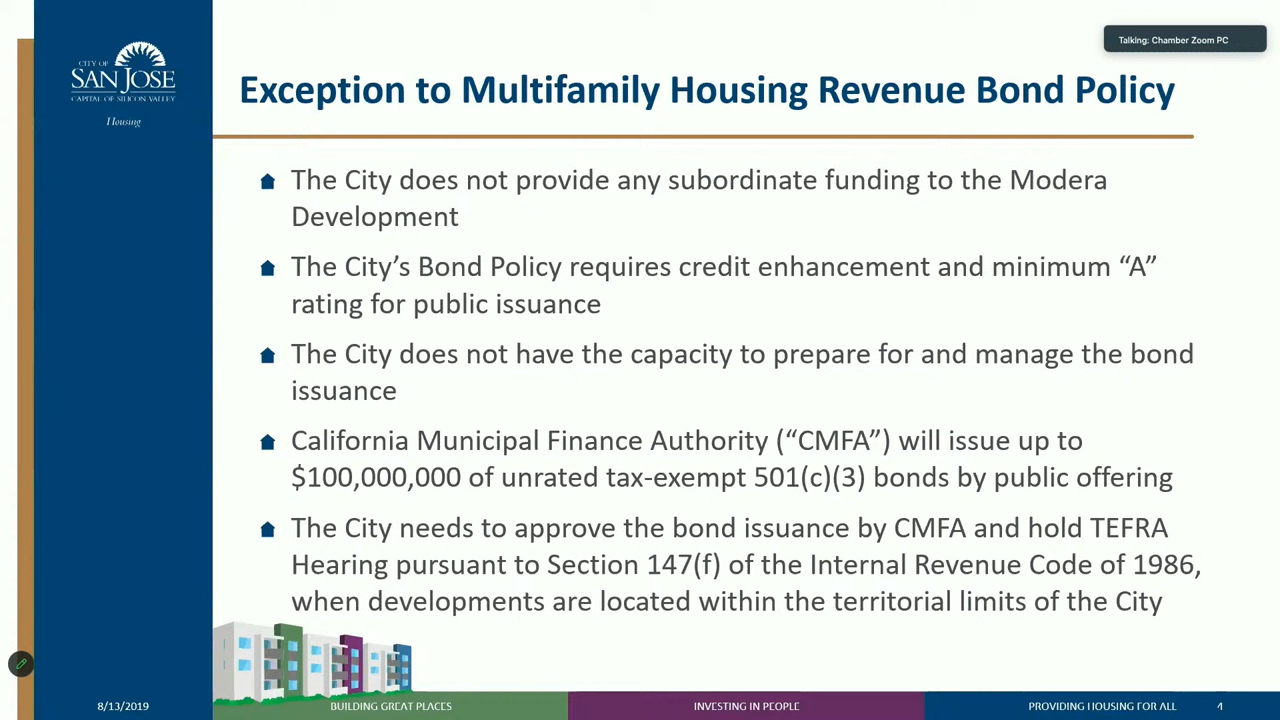 Talking: Chamber Zoom PC
CITY OF
SAN JOSE
CAPITAL OF SILICON VALLEY
Housing
Exception to Multifamily Housing Revenue Bond Policy
The City does not provide any subordinate funding to the Modera
Development
The City’s Bond Policy requires credit enhancement and minimum “A”
rating for public issuance
The City does not have the capacity to prepare for and manage the bond
issuance
California Municipal Finance Authority (“CMFA”) will issue up to
$100,000,000 of unrated tax-exempt 501(c)(3) bonds by public offering
The City needs to approve the bond issuance by CMFA and hold TEFRA
Hearing pursuant to Section 147(f) of the Internal Revenue Code of 1986,
when developments are located within the territorial limits of the City
8/13/2019 BUILDING GREAT PLACES INVESTING IN PEOPLE PROVIDING HOUSING FOR ALL 4